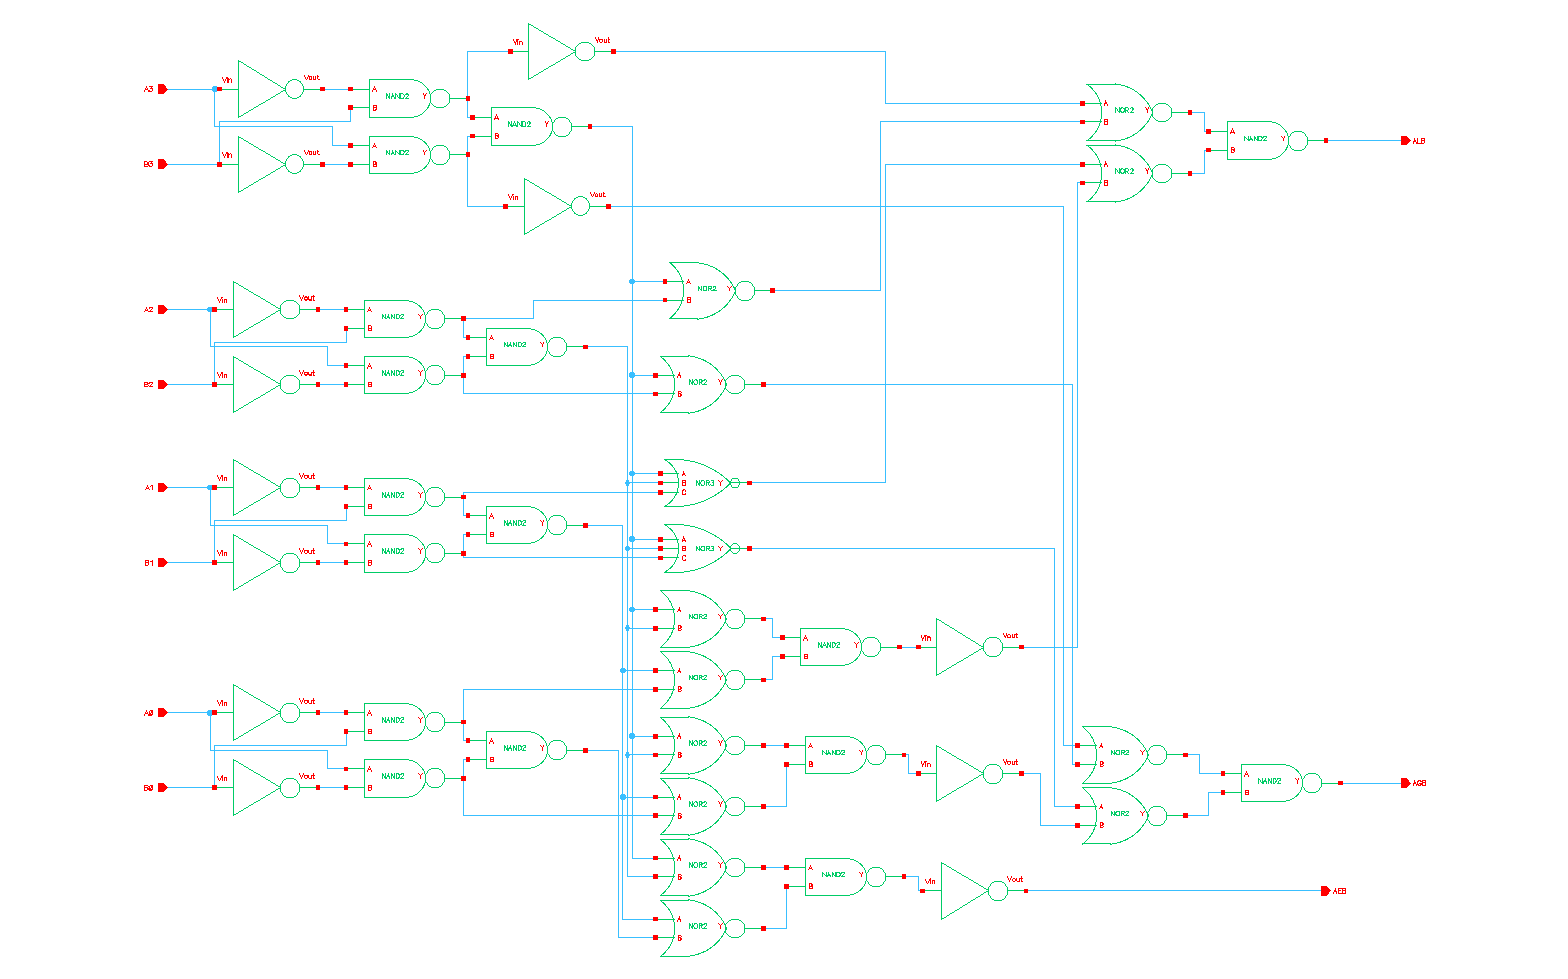 Vin Vout
A3 Vin Vout A NAND2 Y B
A NAND2 Y B
A NOR2 Y B
A NAND2 Y B ALB
B3 Vin Vout A NAND2 Y B
A NOR2 Y B
Vin Vout
A NOR2 Y B
A2 Vin Vout A NAND2 Y B
A NAND2 Y B
B2 Vin Vout A NAND2 Y B
A NOR2 Y B
A1 Vin Vout A NAND2 Y B
A B C NOR3 Y
A NAND2 Y B
B1 Vin Vout A NAND2 Y B
A B C NOR3 Y
A NOR2 Y B
A NAND2 Y B Vin Vout
A NOR2 Y B
A0 Vin Vout A NAND2 Y B
A NAND2 Y B
A NOR2 Y B
A NAND2 Y B Vin Vout
A NOR2 Y B
B0 Vin Vout A NAND2 Y B
A NAND2 Y B AGB
A NOR2 Y B
A NOR2 Y B
A NOR2 Y B
A NAND2 Y B Vin Vout AEB
A NOR2 Y B